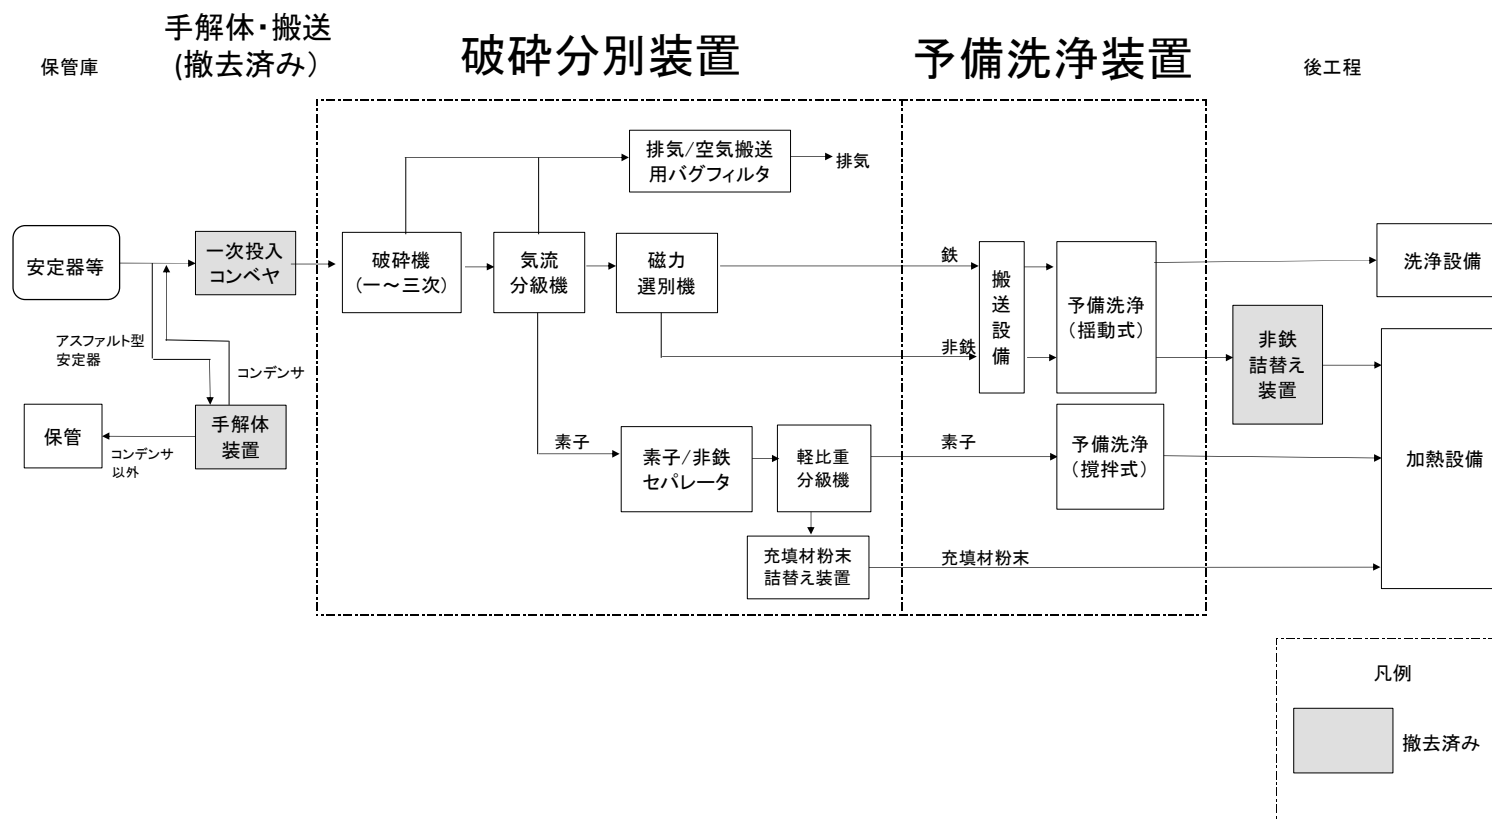 保管庫
手解体・搬送
(撤去済み）
破砕分別装置
予備洗浄装置
後工程
排気/空気搬送
用バグフィルタ
排気
安定器等
一次投入
コンベヤ
破砕機
(一～三次)
気流
分級機
磁力
選別機
鉄
非鉄
搬
送
設
備
予備洗浄
(揺動式)
洗浄設備
アスファルト型
安定器
コンデンサ
手解体
装置
保管
コンデンサ
以外
非鉄
詰替え
装置
素子
素子/非鉄
セパレータ
軽比重
分級機
素子
予備洗浄
(撹拌式)
加熱設備
充填材粉末
詰替え装置
充填材粉末
凡例
撤去済み